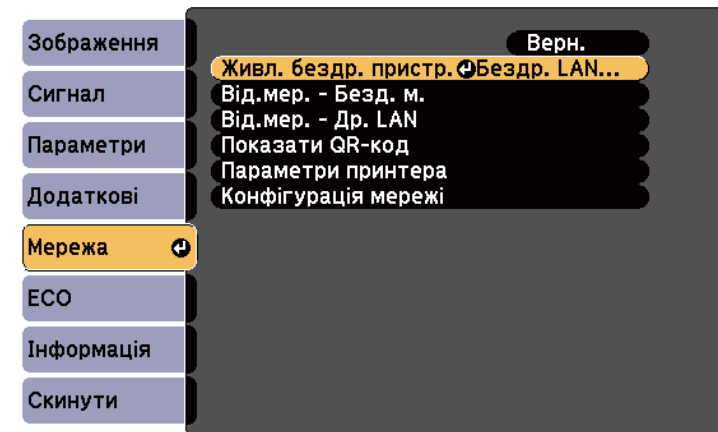 Зображення
Сигнал
Параметри
Додаткові
Мережа
ECO
Інформація
Скинути
Верн.
Живл. бездр. пристр. Бездр. LAN...
Від.мер. - Безд. м.
Від.мер. - Др. LAN
Показати QR-код
Параметри принтера
Конфігурація мережі